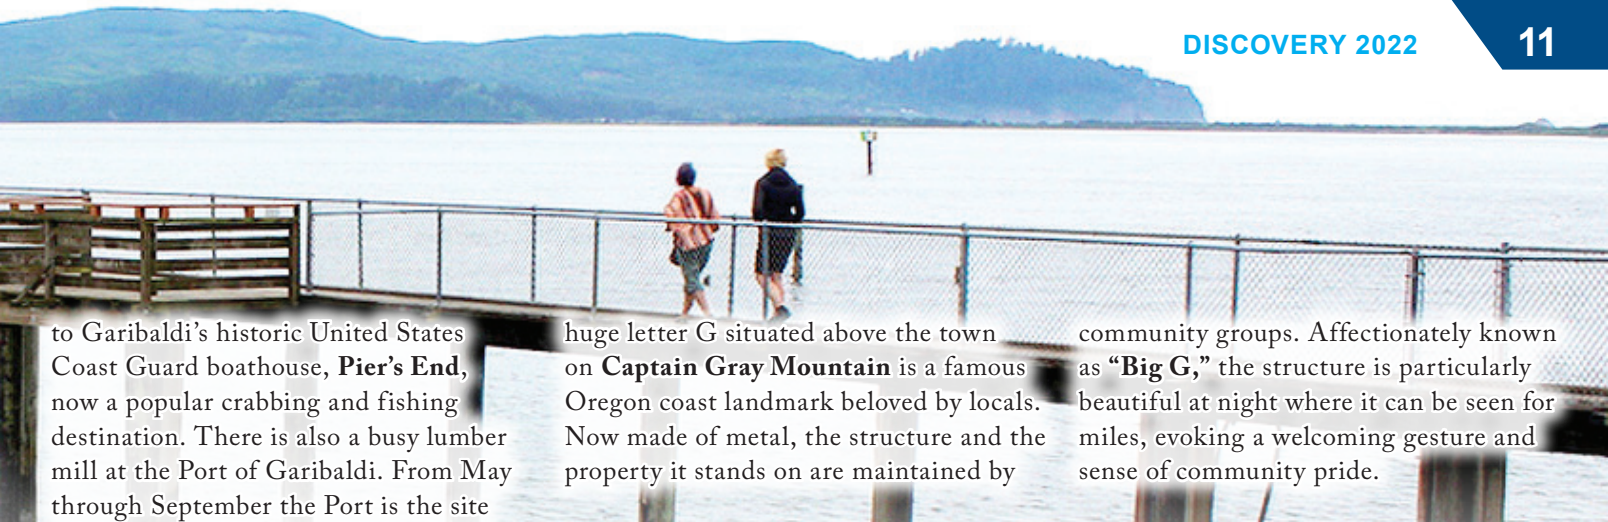 DISCOVERY 2022
11
to Garibaldi’s historic United States
Coast Guard boathouse, Pier’s End,
now a popular crabbing and fishing
destination. There is also a busy lumber
mill at the Port of Garibaldi. From May
through September the Port is the site
huge letter G situated above the town
on Captain Gray Mountain is a famous
Oregon coast landmark beloved by locals.
Now made of metal, the structure and the
property it stands on are maintained by
community groups. Affectionately known
as “Big G,” the structure is particularly
beautiful at night where it can be seen for
miles, evoking a welcoming gesture and
sense of community pride.